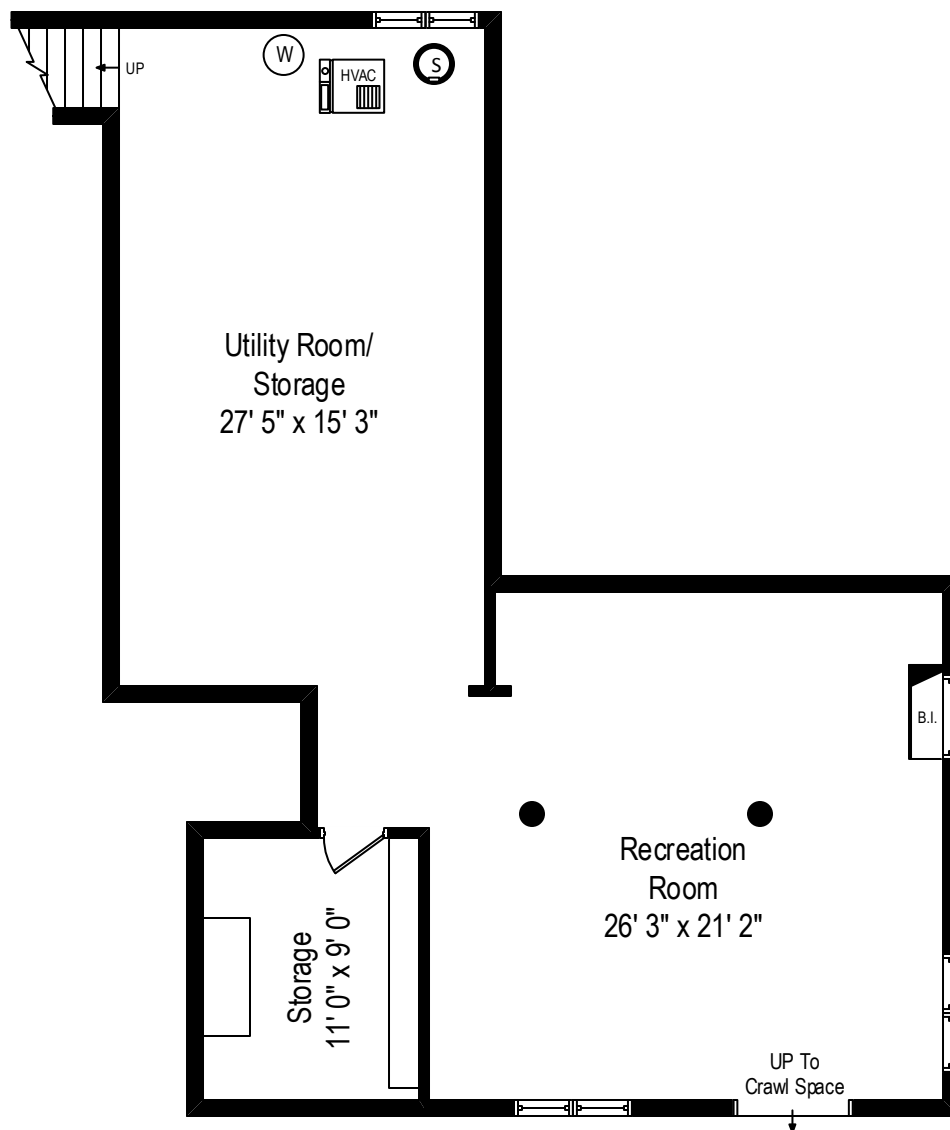 UP
W
HVAC
S
Utility Room/
Storage
27' 5" x 15' 3"
B.I.
Recreation
Room
26' 3" x 21' 2"
Storage
11' 0" x 9' 0"
UP To
Crawl Space